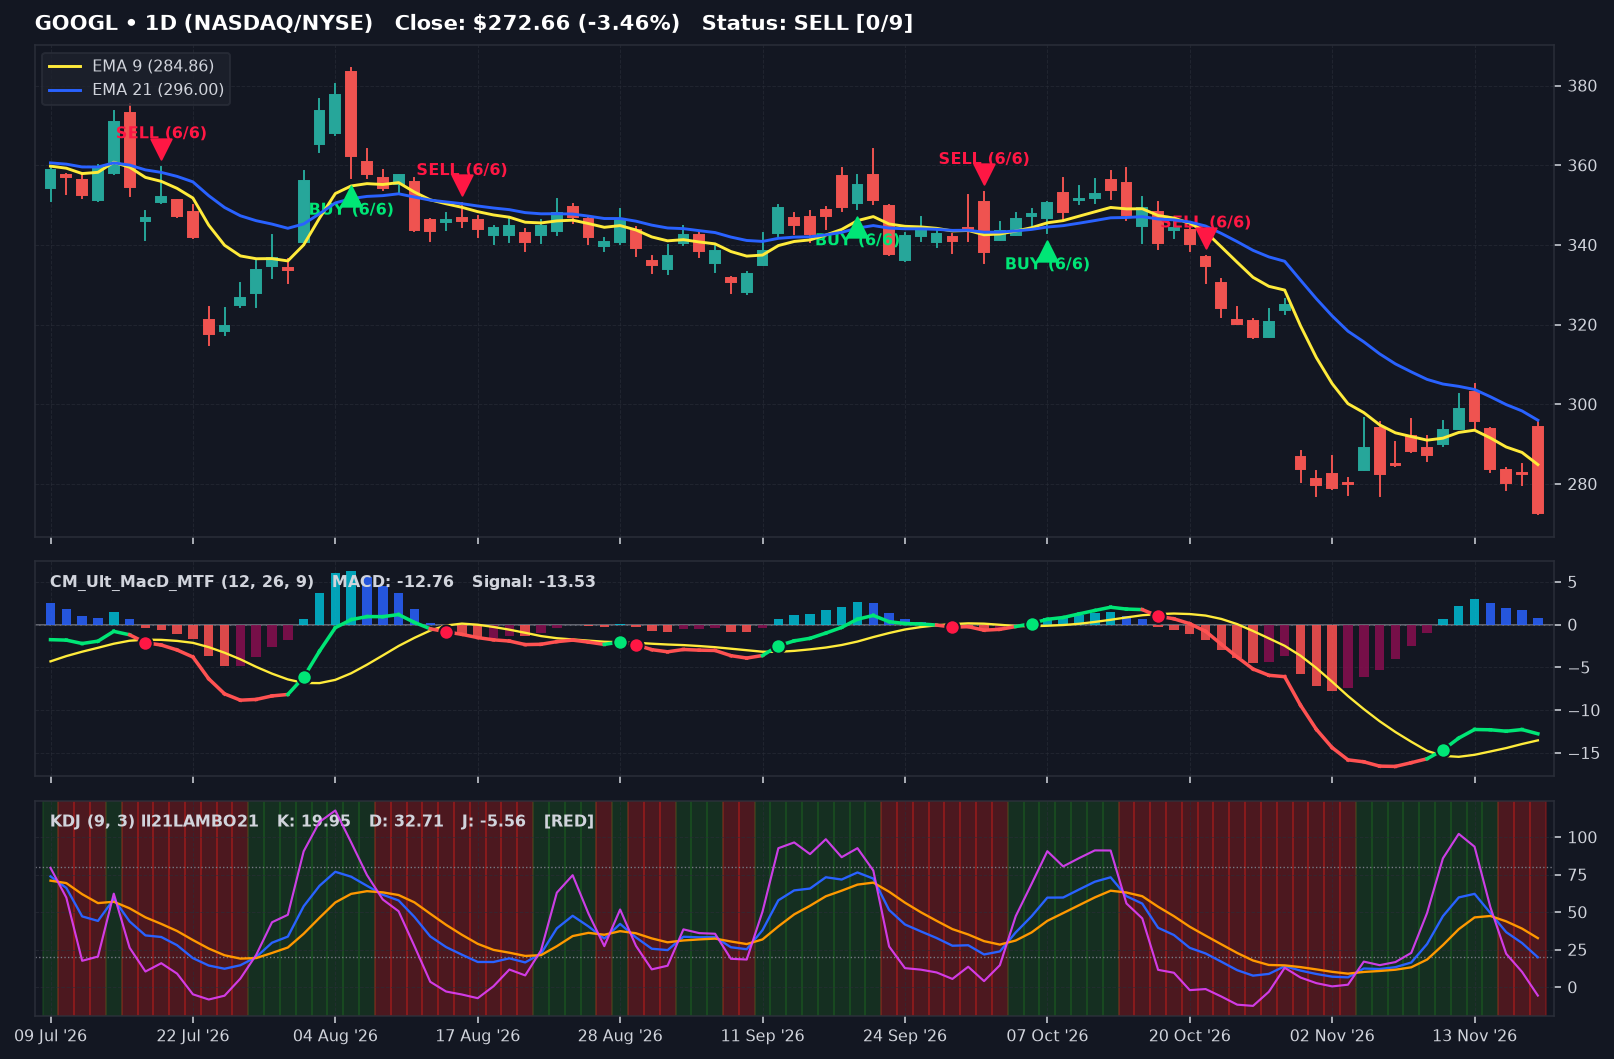 GOOGL • 1D (NASDAQ/NYSE)   Close: $272.66 (-3.46%)   Status: SELL [0/9]
EMA 9 (284.86)
EMA 21 (296.00)
SELL (6/6)
SELL (6/6)
SELL (6/6)
SELL (6/6)
BUY (6/6)
BUY (6/6)
BUY (6/6)
380
360
340
320
300
280
CM_Ult_MacD_MTF (12, 26, 9)   MACD: -12.76   Signal: -13.53
5
0
−5
−10
−15
KDJ (9, 3) II21LAMBO21   K: 19.95   D: 32.71   J: -5.56   [RED]
100
75
50
25
0
09 Jul '26   22 Jul '26   04 Aug '26   17 Aug '26   28 Aug '26   11 Sep '26   24 Sep '26   07 Oct '26   20 Oct '26   02 Nov '26   13 Nov '26